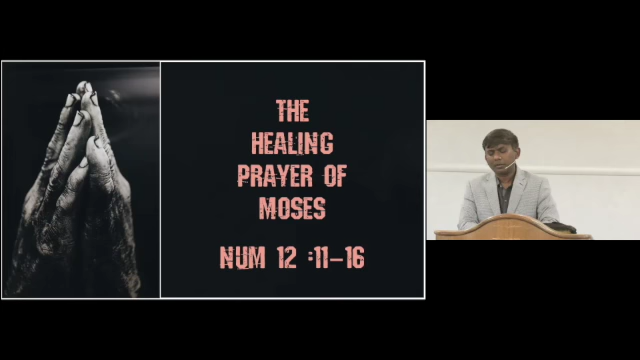 THE
HEALING
PRAYER OF
MOSES
NUM 12 :11-16